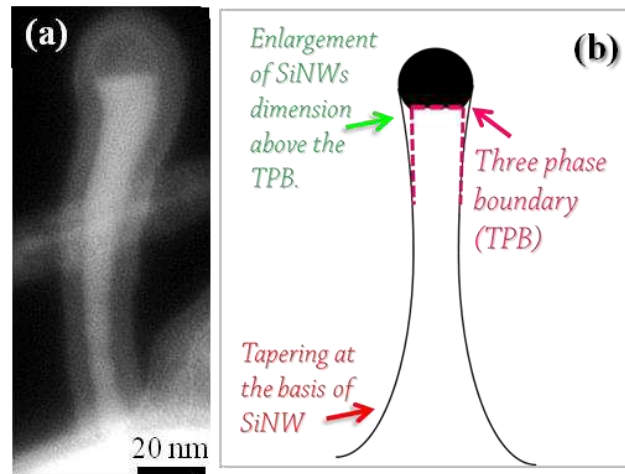 (a)
20 nm
(b)
Enlargement
of SiNWs
dimension
above the
TPB.
Three phase
boundary
(TPB)
Tapering at
the basis of
SiNW